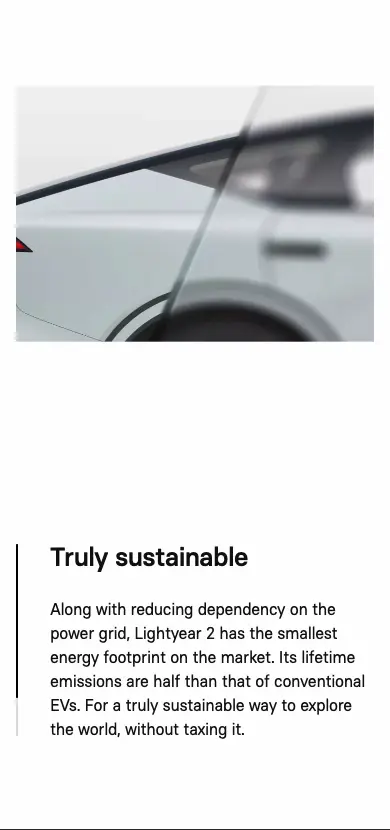 Truly sustainable
Along with reducing dependency on the
power grid, Lightyear 2 has the smallest
energy footprint on the market. Its lifetime
emissions are half than that of conventional
EVs. For a truly sustainable way to explore
the world, without taxing it.